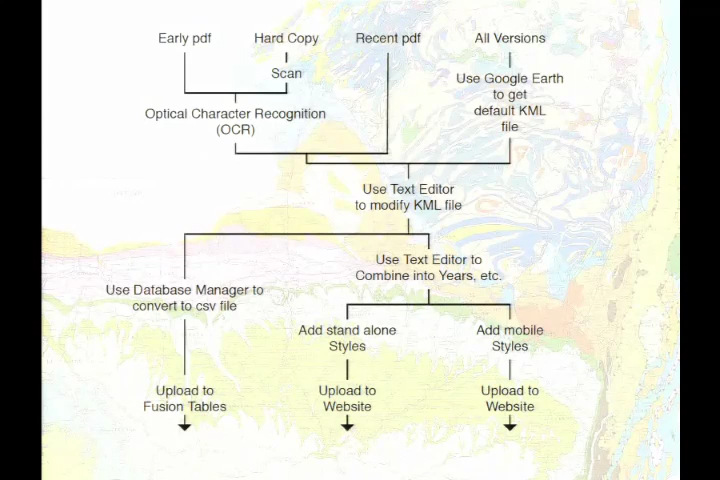 Early pdf
Hard Copy
Recent pdf
All Versions
Scan
Use Google Earth
to get
default KML
file
Optical Character Recognition
(OCR)
Use Text Editor
to modify KML file
Use Text Editor to
Combine into Years, etc.
Use Database Manager to
convert to csv file
Add stand alone
Styles
Add mobile
Styles
Upload to
Fusion Tables
Upload to
Website
Upload to
Website